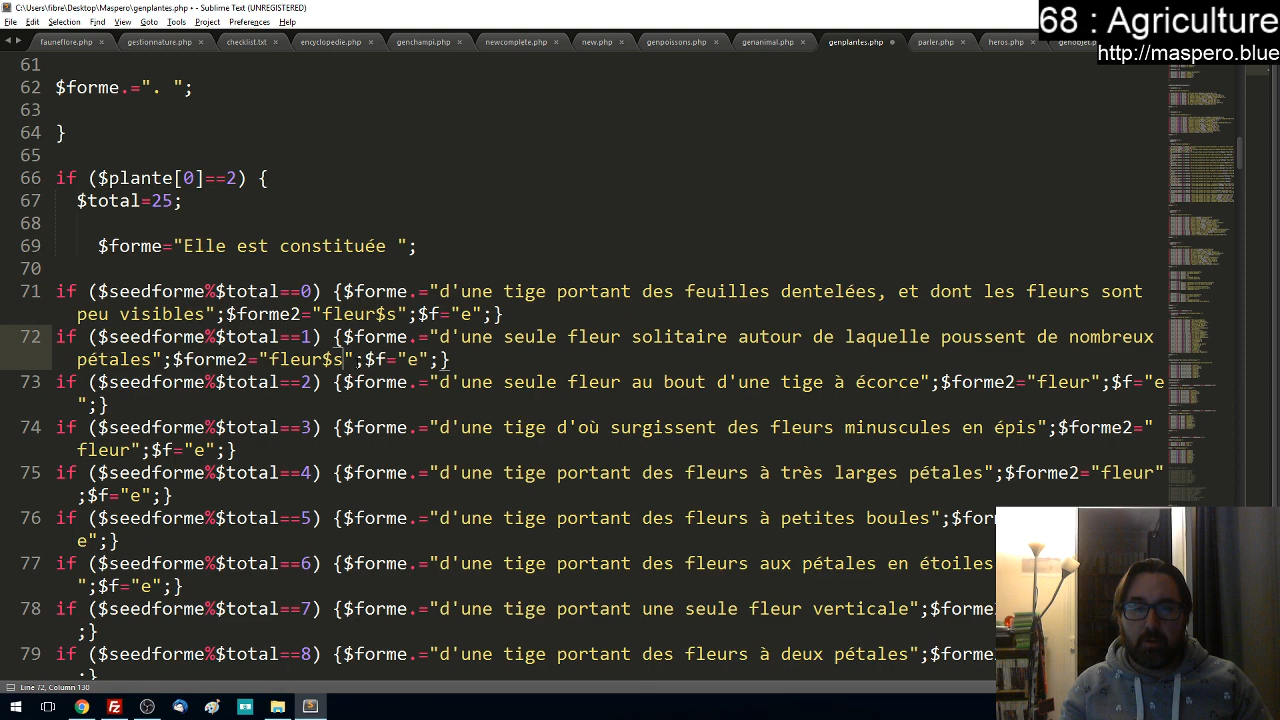 C:\Users\fibre\Desktop\Maspero\genplantes.php • - Sublime Text (UNREGISTERED)
68 : Agriculture
http://maspero.blue
File Edit Selection Find View Goto Tools Project Preferences Help
fauneflore.php × gestionnature.php × checklist.txt × encyclopedie.php × genchampi.php × newcomplete.php × new.php × genpoissons.php × genanimal.php × genplantes.php • parler.php × heros.php × genobjet.p
61
62 $forme.=". ";
63
64 }
65
66 if ($plante[0]==2) {
67 $total=25;
68
69 $forme="Elle est constituée ";
70
71 if ($seedforme%$total==0) {$forme.="d'une tige portant des feuilles dentelées, et dont les fleurs sont
peu visibles";$forme2="fleur$s";$f="e";}
72 if ($seedforme%$total==1) {$forme.="d'une seule fleur solitaire autour de laquelle poussent de nombreux
pétales";$forme2="fleur$s";$f="e";}
73 if ($seedforme%$total==2) {$forme.="d'une seule fleur au bout d'une tige à écorce";$forme2="fleur";$f="e
";}
74 if ($seedforme%$total==3) {$forme.="d'une tige d'où surgissent des fleurs minuscules en épis";$forme2="
fleur";$f="e";}
75 if ($seedforme%$total==4) {$forme.="d'une tige portant des fleurs à très larges pétales";$forme2="fleur"
;$f="e";}
76 if ($seedforme%$total==5) {$forme.="d'une tige portant des fleurs à petites boules";$for
e";}
77 if ($seedforme%$total==6) {$forme.="d'une tige portant des fleurs aux pétales en étoiles
";$f="e";}
78 if ($seedforme%$total==7) {$forme.="d'une tige portant une seule fleur verticale";$forme
;}
79 if ($seedforme%$total==8) {$forme.="d'une tige portant des fleurs à deux pétales";$forme
;}
Line 72, Column 130